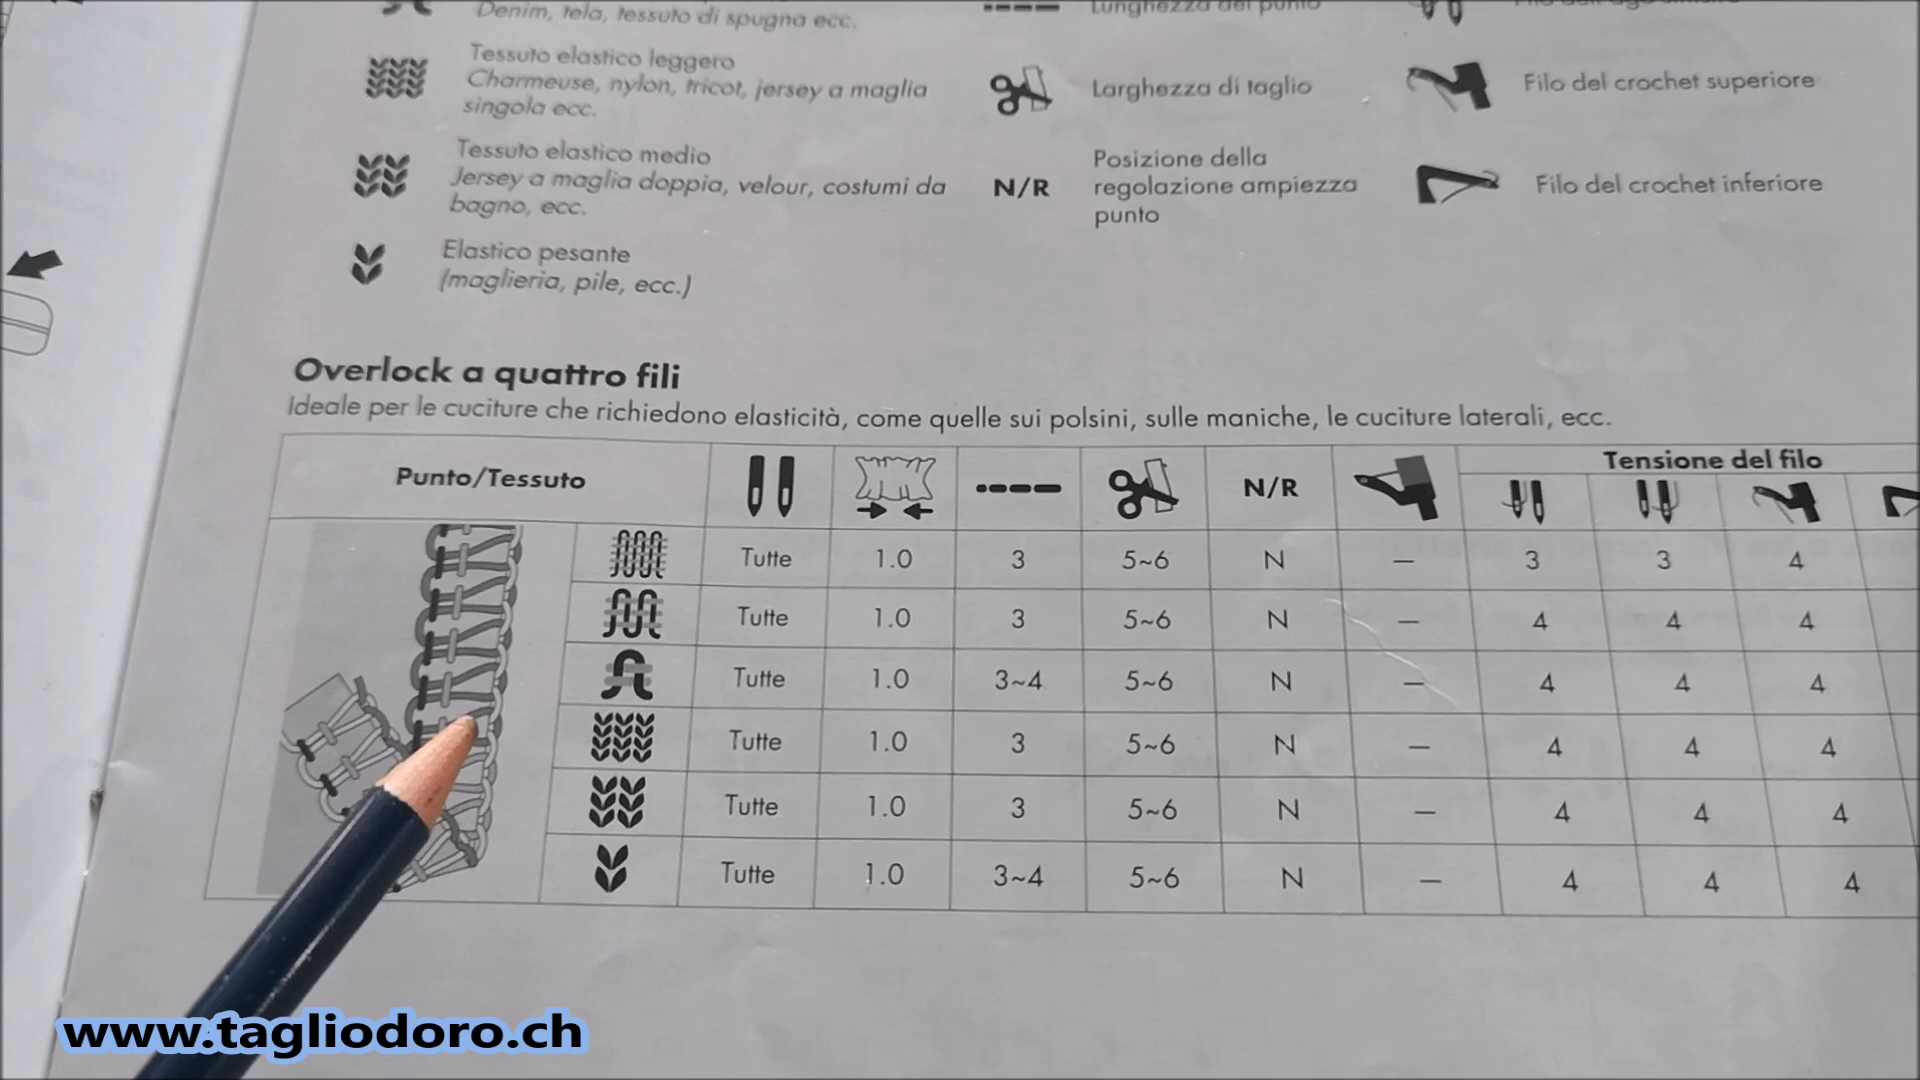 Denim, tela, tessuto di spugna ecc.
Lunghezza del punto
Tessuto elastico leggero
Charmeuse, nylon, tricot, jersey a maglia
singola ecc.
Larghezza di taglio
Filo del crochet superiore
Tessuto elastico medio
Jersey a maglia doppia, velour, costumi da
bagno, ecc.
N/R
Posizione della
regolazione ampiezza
punto
Filo del crochet inferiore
Elastico pesante
(maglieria, pile, ecc.)
Overlock a quattro fili
Ideale per le cuciture che richiedono elasticità, come quelle sui polsini, sulle maniche, le cuciture laterali, ecc.
Punto/Tessuto N/R Tensione del filo
Tutte 1.0 3 5~6 N — 3 3 4
Tutte 1.0 3 5~6 N — 4 4 4
Tutte 1.0 3~4 5~6 N — 4 4 4
Tutte 1.0 3 5~6 N — 4 4 4
Tutte 1.0 3 5~6 N — 4 4 4
Tutte 1.0 3~4 5~6 N — 4 4 4
www.tagliodoro.ch